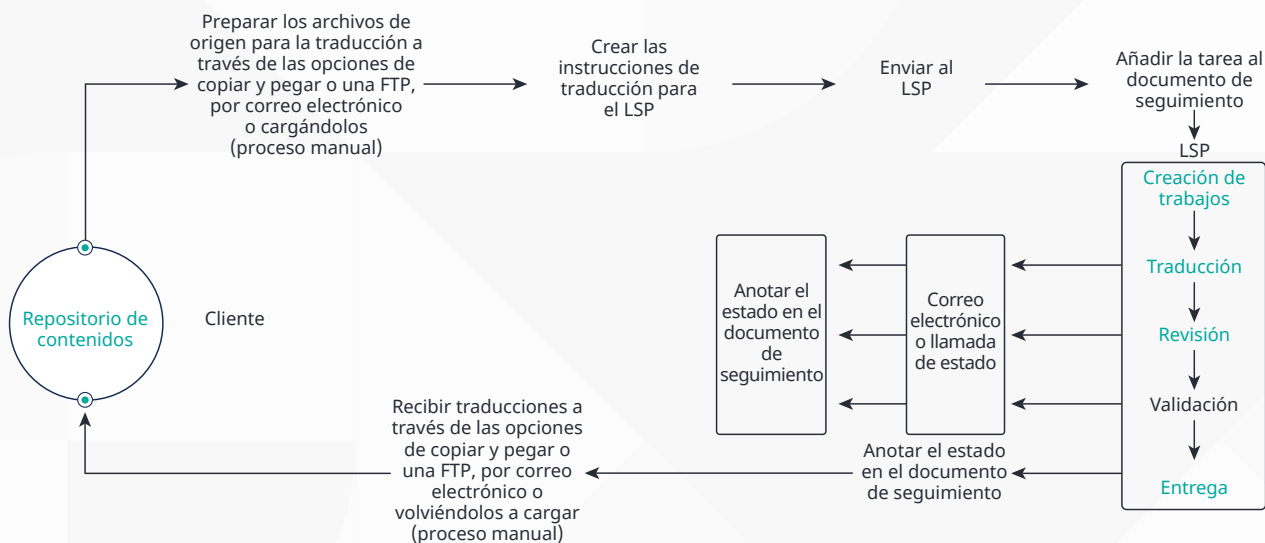 Preparar los archivos de
origen para la traducción a
través de las opciones de
copiar y pegar o una FTP,
por correo electrónico
o cargándolos
(proceso manual)
Crear las
instrucciones de
traducción para
el LSP
Enviar al
LSP
Añadir la tarea al
documento de
seguimiento
LSP
Creación de
trabajos
Traducción
Revisión
Validación
Entrega
Correo
electrónico
o llamada
de estado
Anotar el
estado en el
documento
de
seguimiento
Anotar el estado
en el documento
de seguimiento
Recibir traducciones a
través de las opciones
de copiar y pegar o
una FTP, por correo
electrónico o
volviéndolos a cargar
(proceso manual)
Repositorio de
contenidos
Cliente